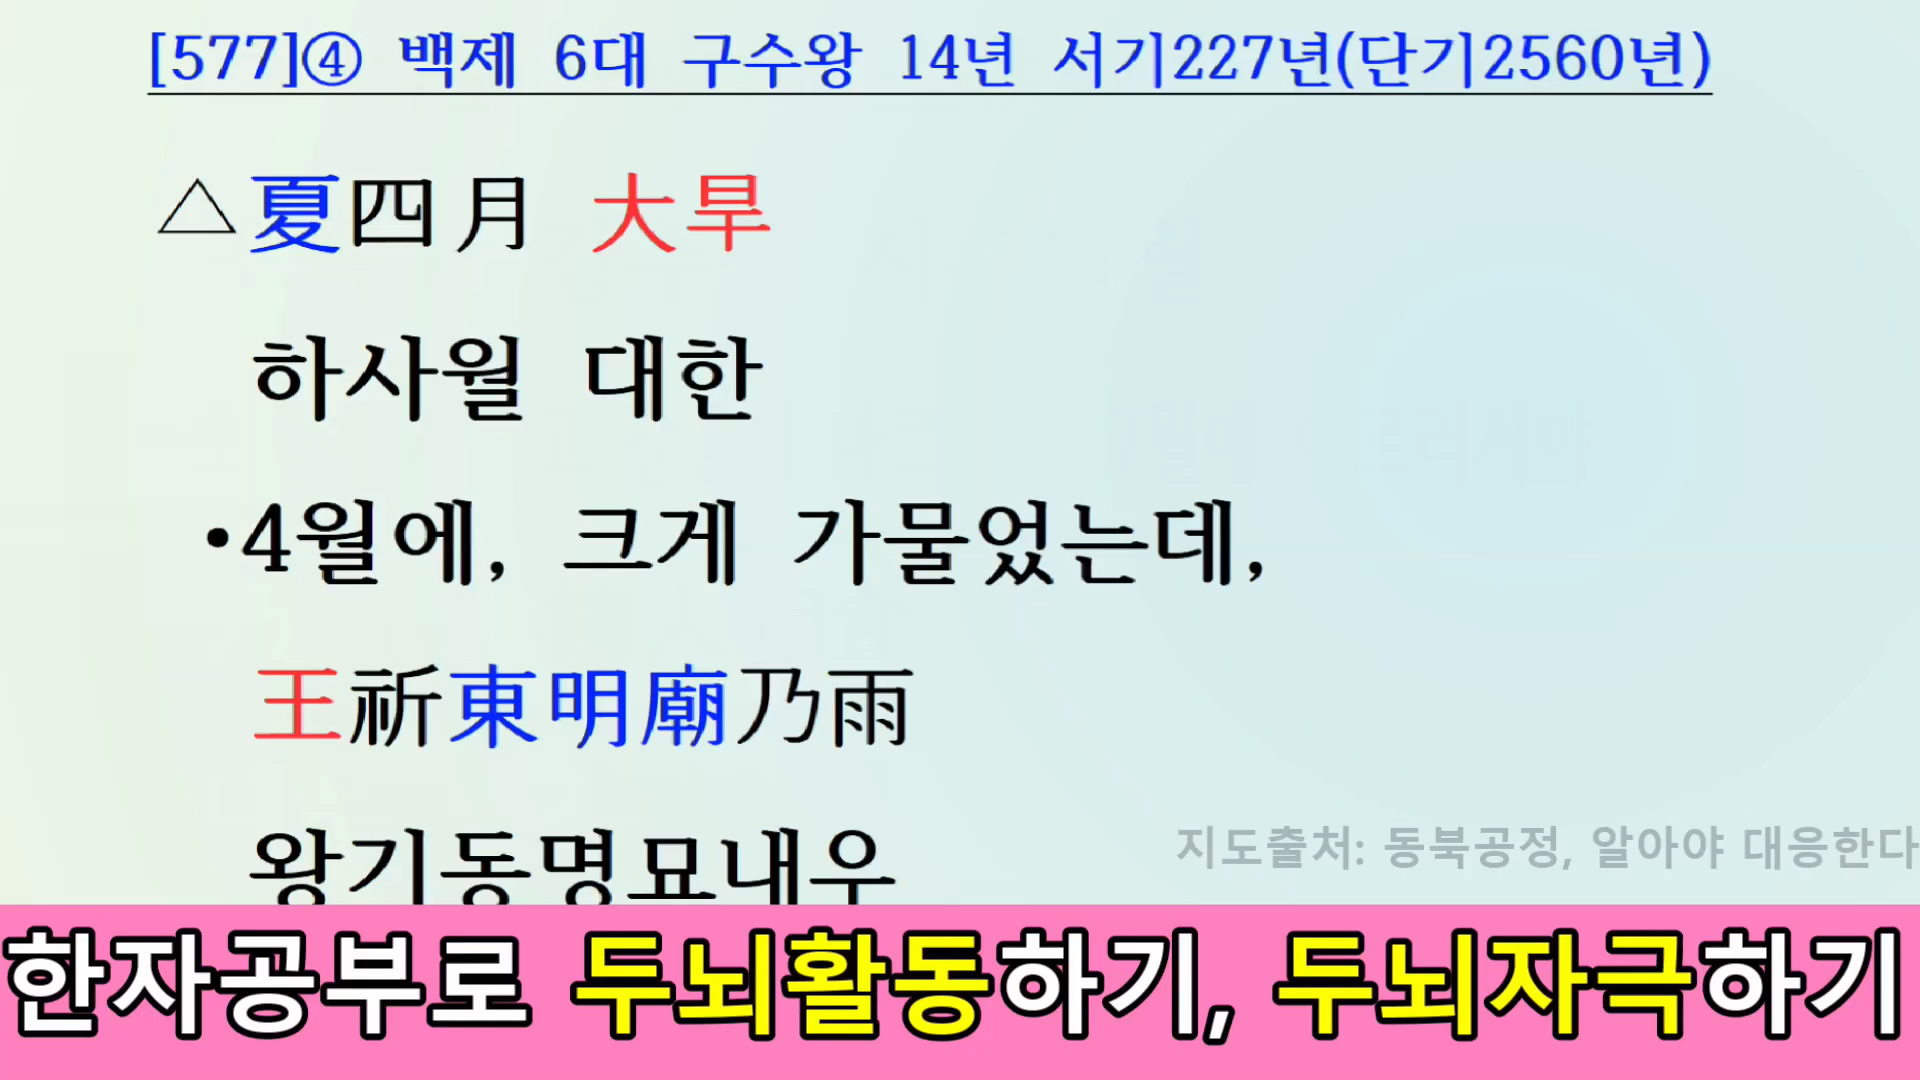 [577]④ 백제 6대 구수왕 14년 서기227년(단기2560년)
△夏四月 大旱
하사월 대한
•4월에, 크게 가물었는데,
王祈東明廟乃雨
왕기동명묘내우
지도출처: 동북공정, 알아야 대응한다
한자공부로 두뇌활동하기, 두뇌자극하기